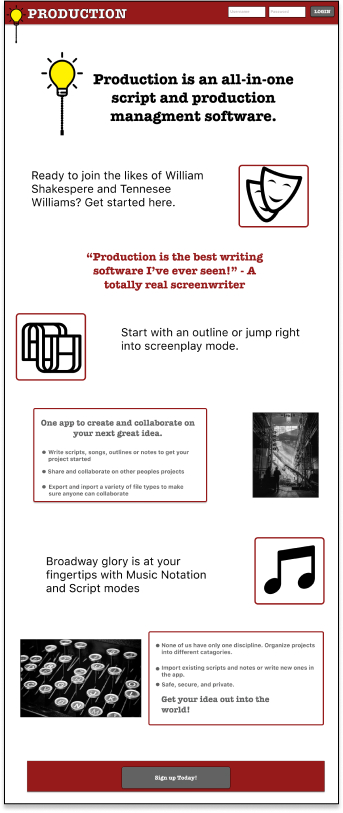 PRODUCTION
Username
Password
LOGIN
Production is an all-in-one
script and production
managment software.
Ready to join the likes of William
Shakespere and Tennesee
Williams? Get started here.
“Production is the best writing
software I’ve ever seen!” - A
totally real screenwriter
Start with an outline or jump right
into screenplay mode.
One app to create and collaborate on
your next great idea.
Write scripts, songs, outlines or notes to get your
project started
Share and collaborate on other peoples projects
Export and inport a variety of file types to make
sure anyone can collaborate
Broadway glory is at your
fingertips with Music Notation
and Script modes
None of us have only one discipline. Organize projects
into different catagories.
Import existing scripts and notes or write new ones in
the app.
Safe, secure, and private.
Get your idea out into the
world!
Sign up Today!